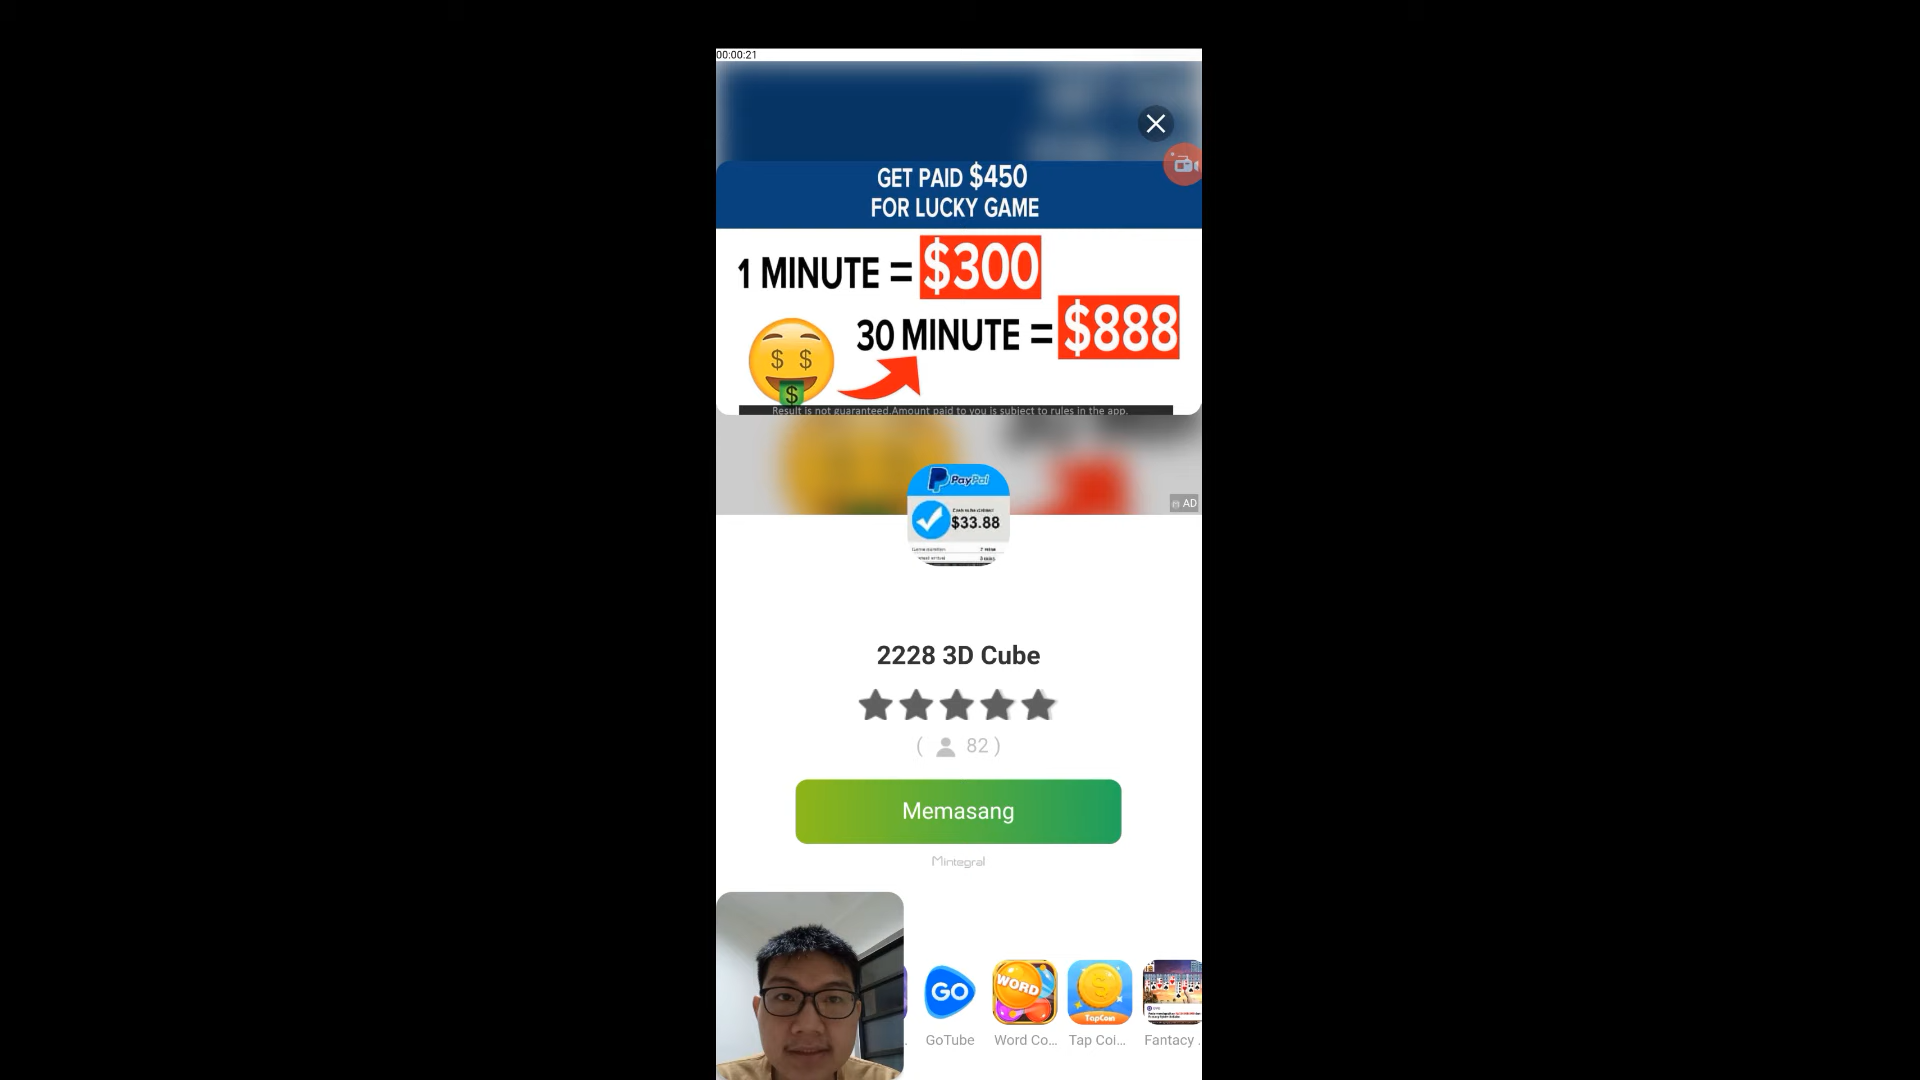 00:00:21
GET PAID $450
FOR LUCKY GAME
1 MINUTE = $300
30 MINUTE = $888
$ $
$
Result is not guaranteed.Amount paid to you is subject to rules in the app.
AD
PayPal
$33.88
2228 3D Cube
( 82 )
Memasang
Mintegral
GO
WORD
TapCoin
GoTube
Word Co...
Tap Coi...
Fantacy .